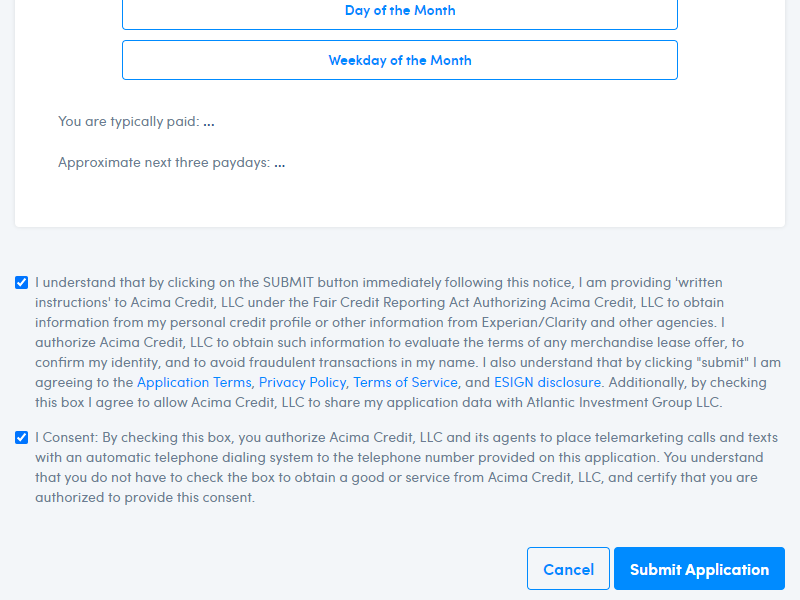 Day of the Month
Weekday of the Month
You are typically paid: ...
Approximate next three paydays: ...
I understand that by clicking on the SUBMIT button immediately following this notice, I am providing 'written
instructions' to Acima Credit, LLC under the Fair Credit Reporting Act Authorizing Acima Credit, LLC to obtain
information from my personal credit profile or other information from Experian/Clarity and other agencies. I
authorize Acima Credit, LLC to obtain such information to evaluate the terms of any merchandise lease offer, to
confirm my identity, and to avoid fraudulent transactions in my name. I also understand that by clicking "submit" I am
agreeing to the Application Terms, Privacy Policy, Terms of Service, and ESIGN disclosure. Additionally, by checking
this box I agree to allow Acima Credit, LLC to share my application data with Atlantic Investment Group LLC.
I Consent: By checking this box, you authorize Acima Credit, LLC and its agents to place telemarketing calls and texts
with an automatic telephone dialing system to the telephone number provided on this application. You understand
that you do not have to check the box to obtain a good or service from Acima Credit, LLC, and certify that you are
authorized to provide this consent.
Cancel Submit Application